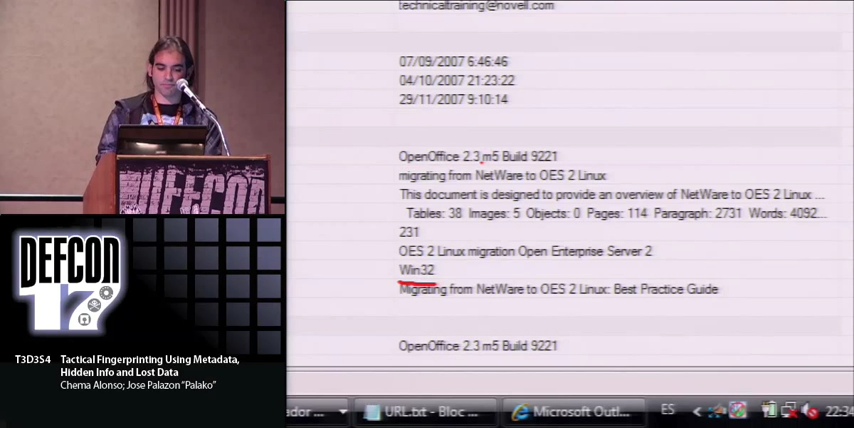 technicaltraining@novell.com
07/09/2007 6:46:46
04/10/2007 21:23:22
29/11/2007 9:10:14
OpenOffice 2.3 m5 Build 9221
migrating from NetWare to OES 2 Linux
This document is designed to provide an overview of NetWare to OES 2 Linux ...
Tables: 38 Images: 5 Objects: 0 Pages: 114 Paragraph: 2731 Words: 4092...
231
OES 2 Linux migration Open Enterprise Server 2
Win32
Migrating from NetWare to OES 2 Linux: Best Practice Guide
OpenOffice 2.3 m5 Build 9221
DEFCON
DEFCON
17
T3D3S4 Tactical Fingerprinting Using Metadata,
Hidden Info and Lost Data
Chema Alonso; Jose Palazon "Palako"
ador ... URL.txt - Bloc ... Microsoft Outl... ES 22:34